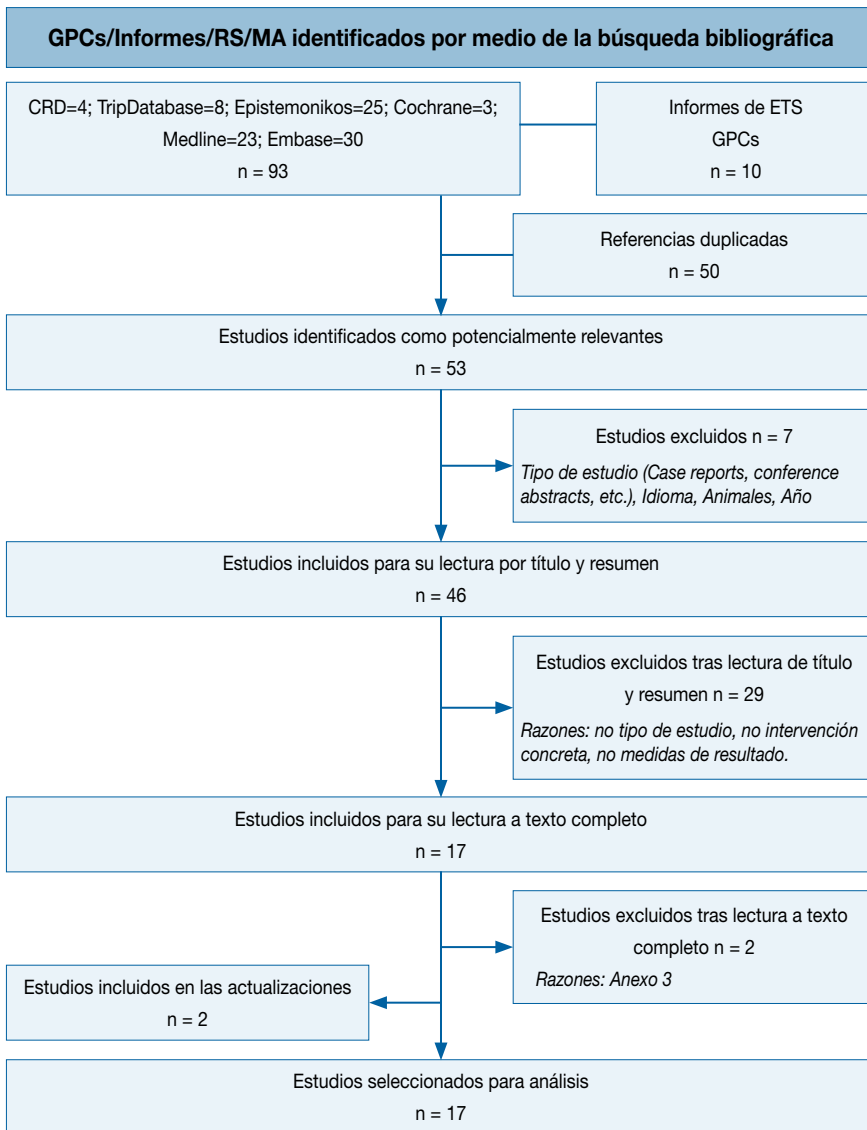 GPCs/Informes/RS/MA identificados por medio de la búsqueda bibliográfica
CRD=4; TripDatabase=8; Epistemonikos=25; Cochrane=3;
Medline=23; Embase=30
n = 93
Informes de ETS
GPCs
n = 10
Referencias duplicadas
n = 50
Estudios identificados como potencialmente relevantes
n = 53
Estudios excluidos n = 7
Tipo de estudio (Case reports, conference
abstracts, etc.), Idioma, Animales, Año
Estudios incluidos para su lectura por título y resumen
n = 46
Estudios excluidos tras lectura de título
y resumen n = 29
Razones: no tipo de estudio, no intervención
concreta, no medidas de resultado.
Estudios incluidos para su lectura a texto completo
n = 17
Estudios excluidos tras lectura a texto
completo n = 2
Razones: Anexo 3
Estudios incluidos en las actualizaciones
n = 2
Estudios seleccionados para análisis
n = 17